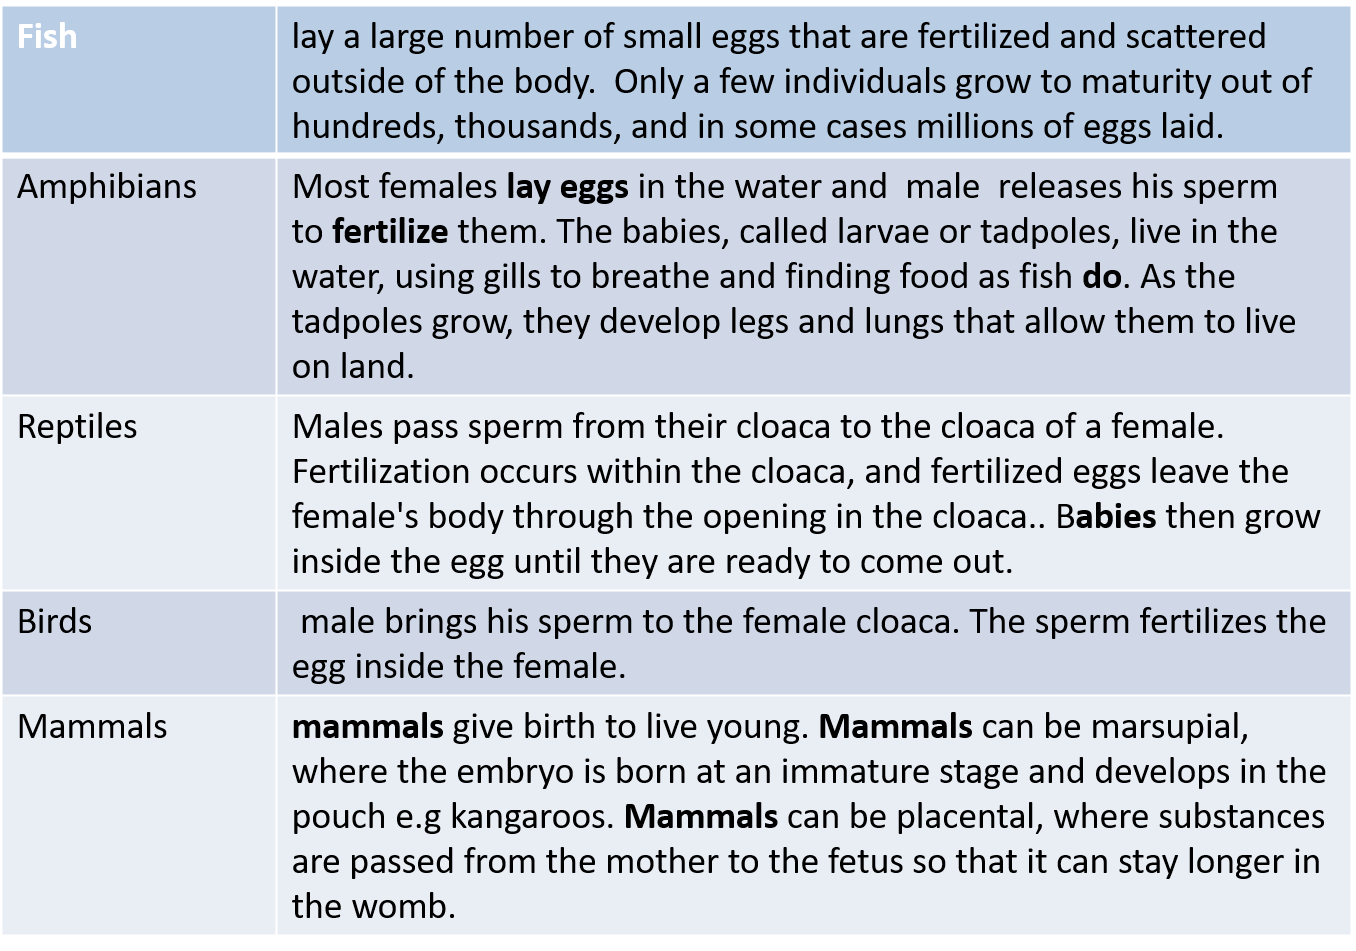 Fish
lay a large number of small eggs that are fertilized and scattered
outside of the body.  Only a few individuals grow to maturity out of
hundreds, thousands, and in some cases millions of eggs laid.
Amphibians
Most females lay eggs in the water and  male  releases his sperm
to fertilize them. The babies, called larvae or tadpoles, live in the
water, using gills to breathe and finding food as fish do. As the
tadpoles grow, they develop legs and lungs that allow them to live
on land.
Reptiles
Males pass sperm from their cloaca to the cloaca of a female.
Fertilization occurs within the cloaca, and fertilized eggs leave the
female's body through the opening in the cloaca.. Babies then grow
inside the egg until they are ready to come out.
Birds
male brings his sperm to the female cloaca. The sperm fertilizes the
egg inside the female.
Mammals
mammals give birth to live young. Mammals can be marsupial,
where the embryo is born at an immature stage and develops in the
pouch e.g kangaroos. Mammals can be placental, where substances
are passed from the mother to the fetus so that it can stay longer in
the womb.